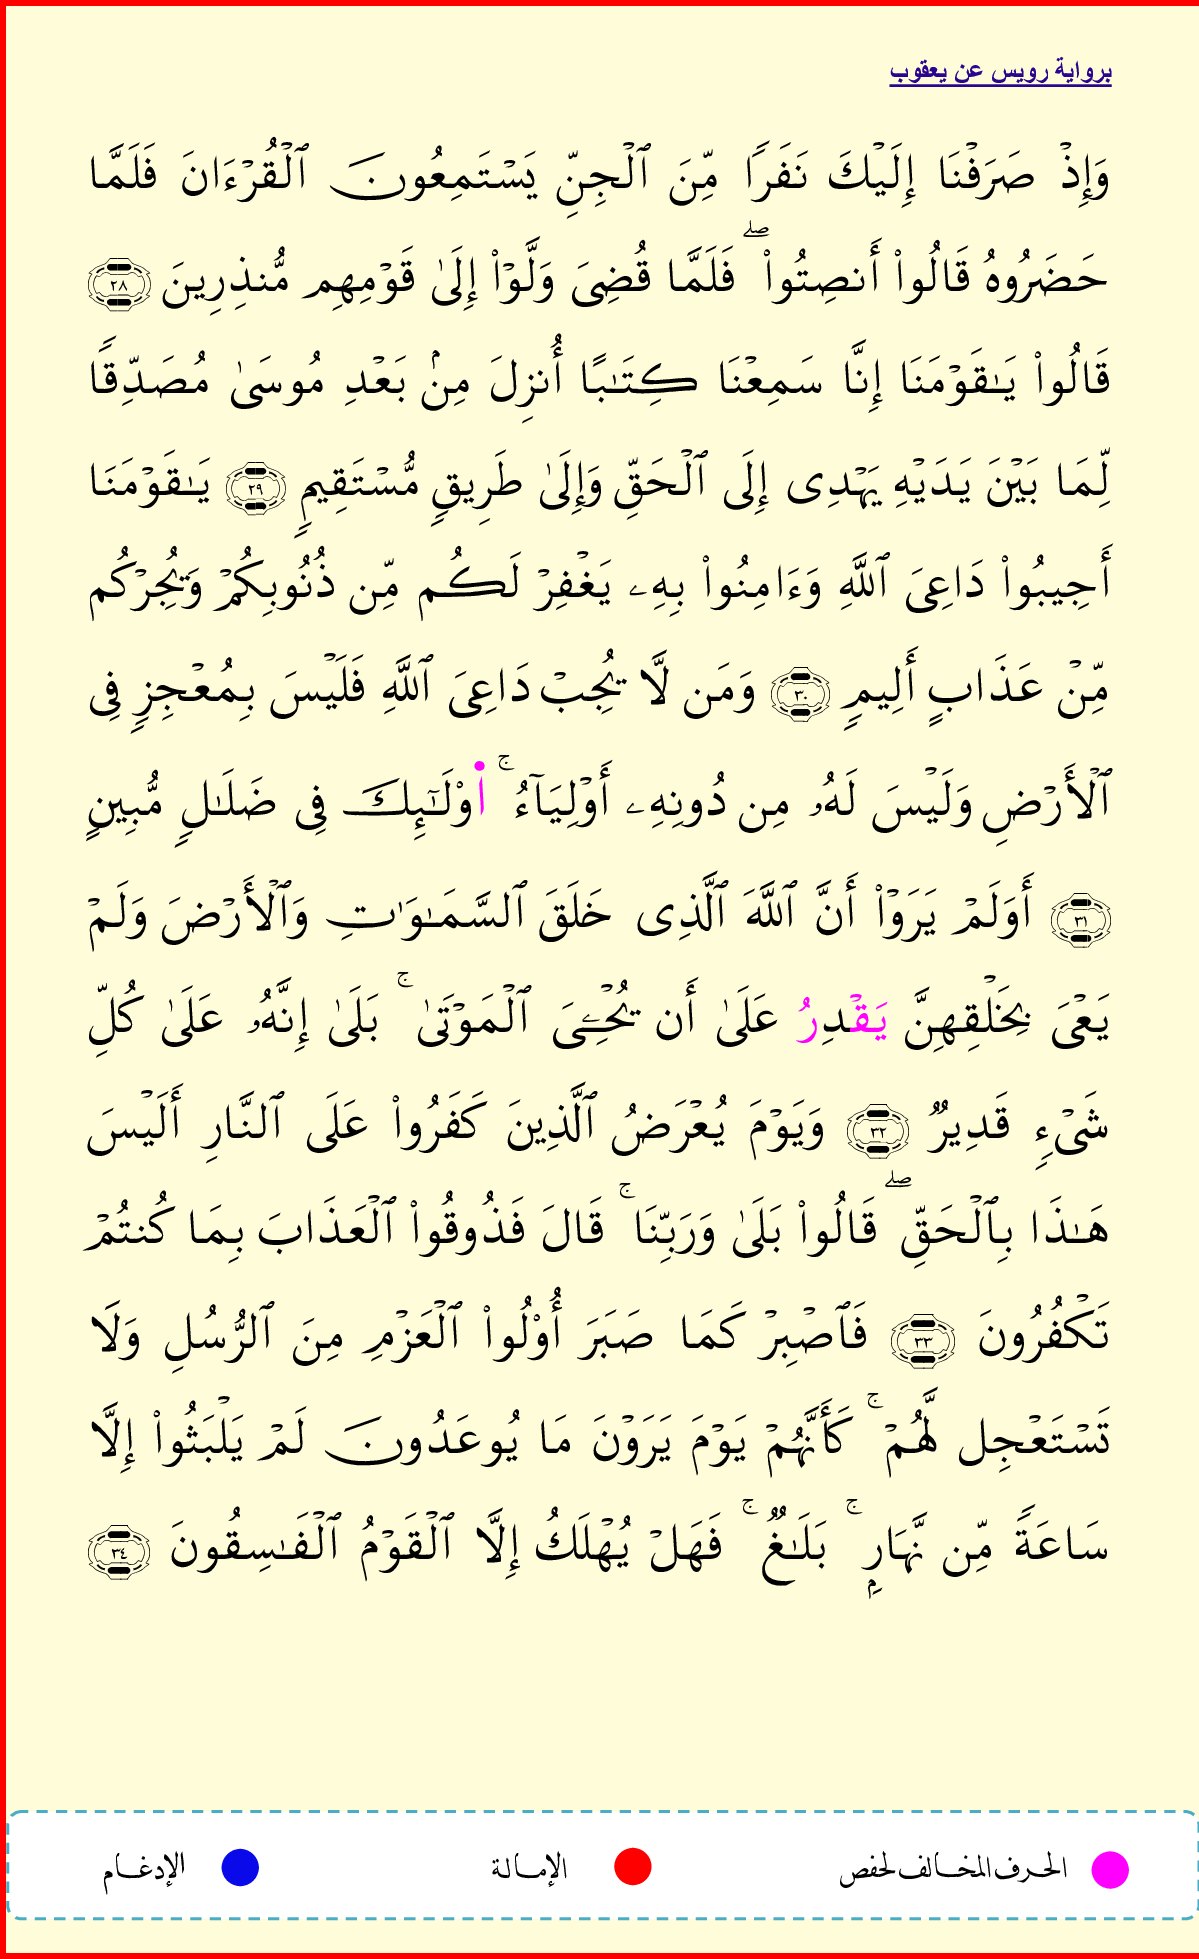 برواية رويس عن يعقوب
وَإِذْ صَرَفْنَا إِلَيْكَ نَفَرًا مِّنَ ٱلْجِنِّ يَسْتَمِعُونَ ٱلْقُرْءَانَ فَلَمَّا
حَضَرُوهُ قَالُوا۟ أَنصِتُوا۟ ۖ فَلَمَّا قُضِىَ وَلَّوْا۟ إِلَىٰ قَوْمِهِم مُّنذِرِينَ ٢٨
قَالُوا۟ يَـٰقَوْمَنَا إِنَّا سَمِعْنَا كِتَـٰبًا أُنزِلَ مِنۢ بَعْدِ مُوسَىٰ مُصَدِّقًا
لِّمَا بَيْنَ يَدَيْهِ يَهْدِى إِلَى ٱلْحَقِّ وَإِلَىٰ طَرِيقٍ مُّسْتَقِيمٍ ٢٩ يَـٰقَوْمَنَا
أَجِيبُوا۟ دَاعِىَ ٱللَّهِ وَءَامِنُوا۟ بِهِۦ يَغْفِرْ لَكُم مِّن ذُنُوبِكُمْ وَيُجِرْكُم
مِّنْ عَذَابٍ أَلِيمٍ ٣٠ وَمَن لَّا يُجِبْ دَاعِىَ ٱللَّهِ فَلَيْسَ بِمُعْجِزٍ فِى
ٱلْأَرْضِ وَلَيْسَ لَهُۥ مِن دُونِهِۦ أَوْلِيَآءُ ۚ ا۬وْلَـٰٓئِكَ فِى ضَلَـٰلٍ مُّبِينٍ
٣١ أَوَلَمْ يَرَوْا۟ أَنَّ ٱللَّهَ ٱلَّذِى خَلَقَ ٱلسَّمَـٰوَٰتِ وَٱلْأَرْضَ وَلَمْ
يَعْىَ بِخَلْقِهِنَّ يَقْدِرُ عَلَىٰ أَن يُحْـِۧىَ ٱلْمَوْتَىٰ ۚ بَلَىٰ إِنَّهُۥ عَلَىٰ كُلِّ
شَىْءٍ قَدِيرٌ ٣٢ وَيَوْمَ يُعْرَضُ ٱلَّذِينَ كَفَرُوا۟ عَلَى ٱلنَّارِ أَلَيْسَ
هَـٰذَا بِٱلْحَقِّ ۖ قَالُوا۟ بَلَىٰ وَرَبِّنَا ۚ قَالَ فَذُوقُوا۟ ٱلْعَذَابَ بِمَا كُنتُمْ
تَكْفُرُونَ ٣٣ فَٱصْبِرْ كَمَا صَبَرَ أُوْلُوا۟ ٱلْعَزْمِ مِنَ ٱلرُّسُلِ وَلَا
تَسْتَعْجِل لَّهُمْ ۚ كَأَنَّهُمْ يَوْمَ يَرَوْنَ مَا يُوعَدُونَ لَمْ يَلْبَثُوا۟ إِلَّا
سَاعَةً مِّن نَّهَارٍۭ ۚ بَلَـٰغٌ ۚ فَهَلْ يُهْلَكُ إِلَّا ٱلْقَوْمُ ٱلْفَـٰسِقُونَ ٣٤
الحرف المخالف لحفص الإمالة الإدغام